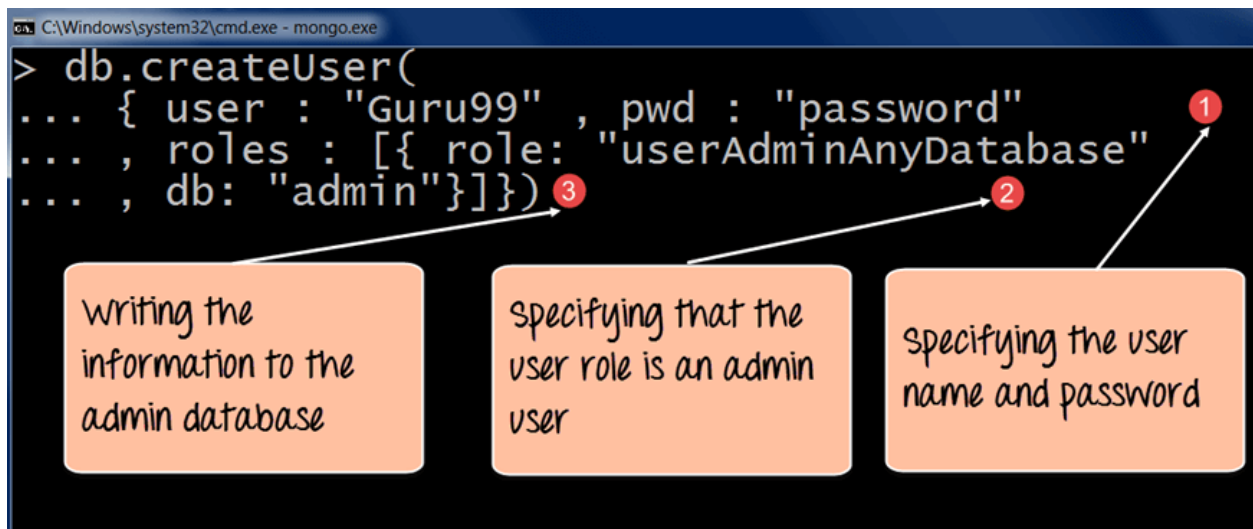 C:\Windows\system32\cmd.exe - mongo.exe
> db.createUser(
... { user : "Guru99" , pwd : "password"
... , roles : [{ role: "userAdminAnyDatabase"
... , db: "admin"}]})
1
2
3
Writing the
information to the
admin database
Specifying that the
user role is an admin
user
Specifying the user
name and password